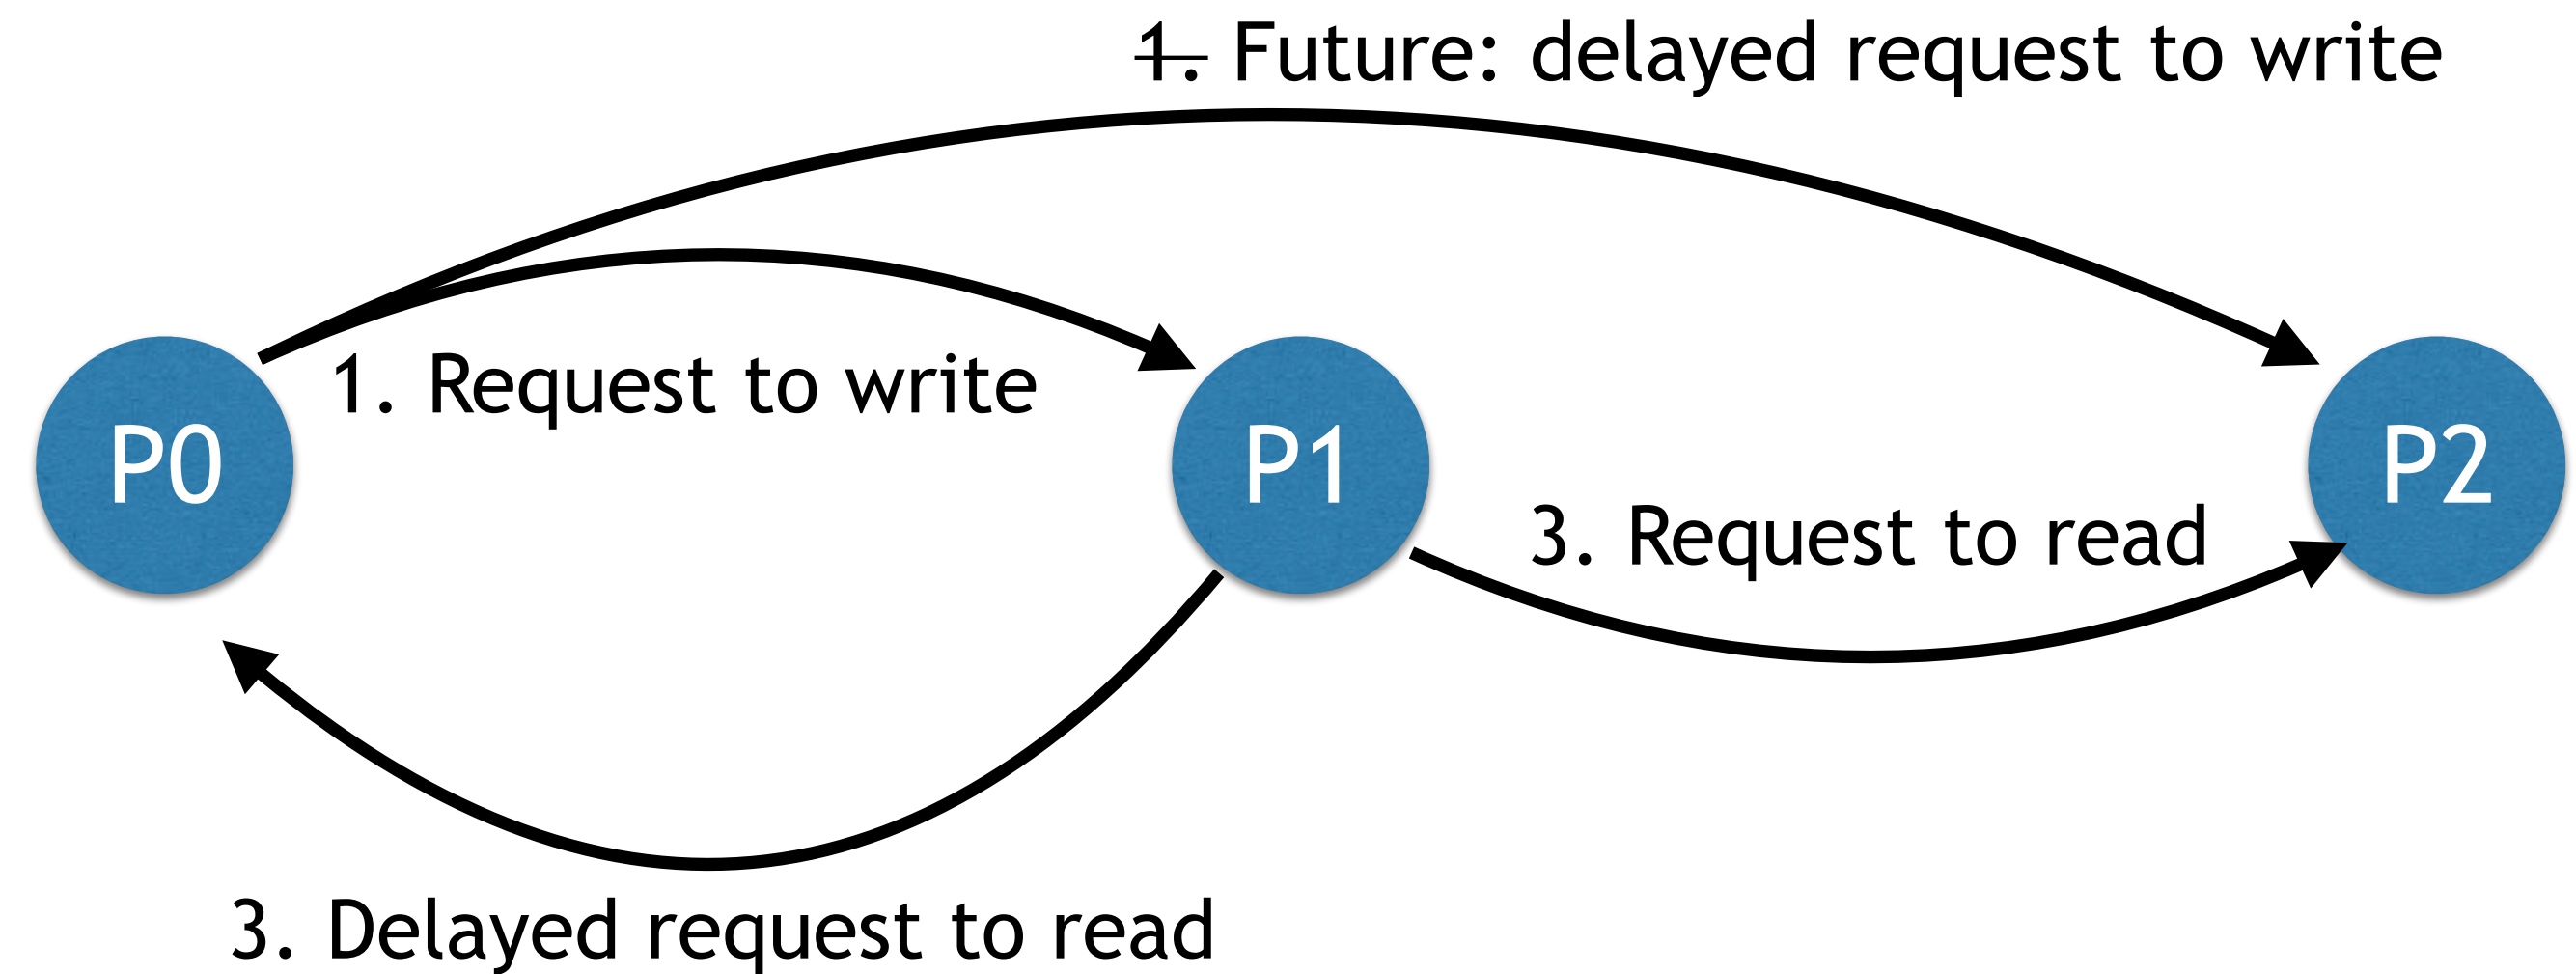 1. Future: delayed request to write
1. Request to write
P0
P1
P2
3. Request to read
3. Delayed request to read